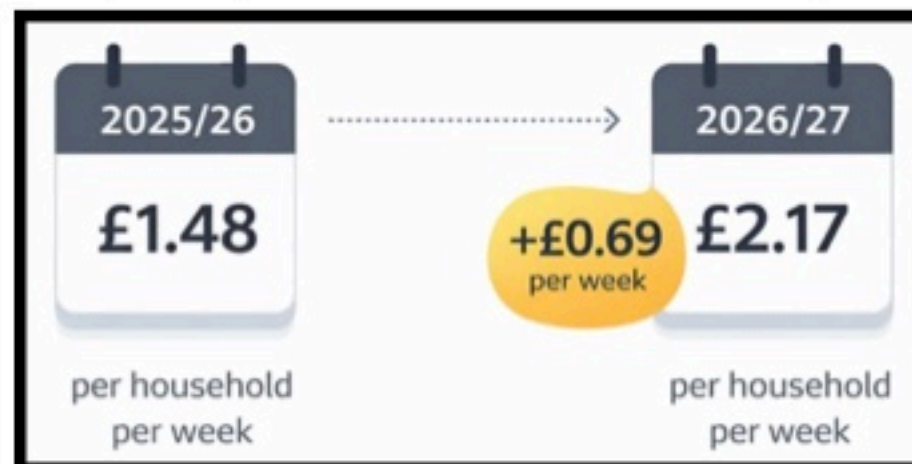 2025/26
£1.48
per household
per week
+£0.69
per week
2026/27
£2.17
per household
per week